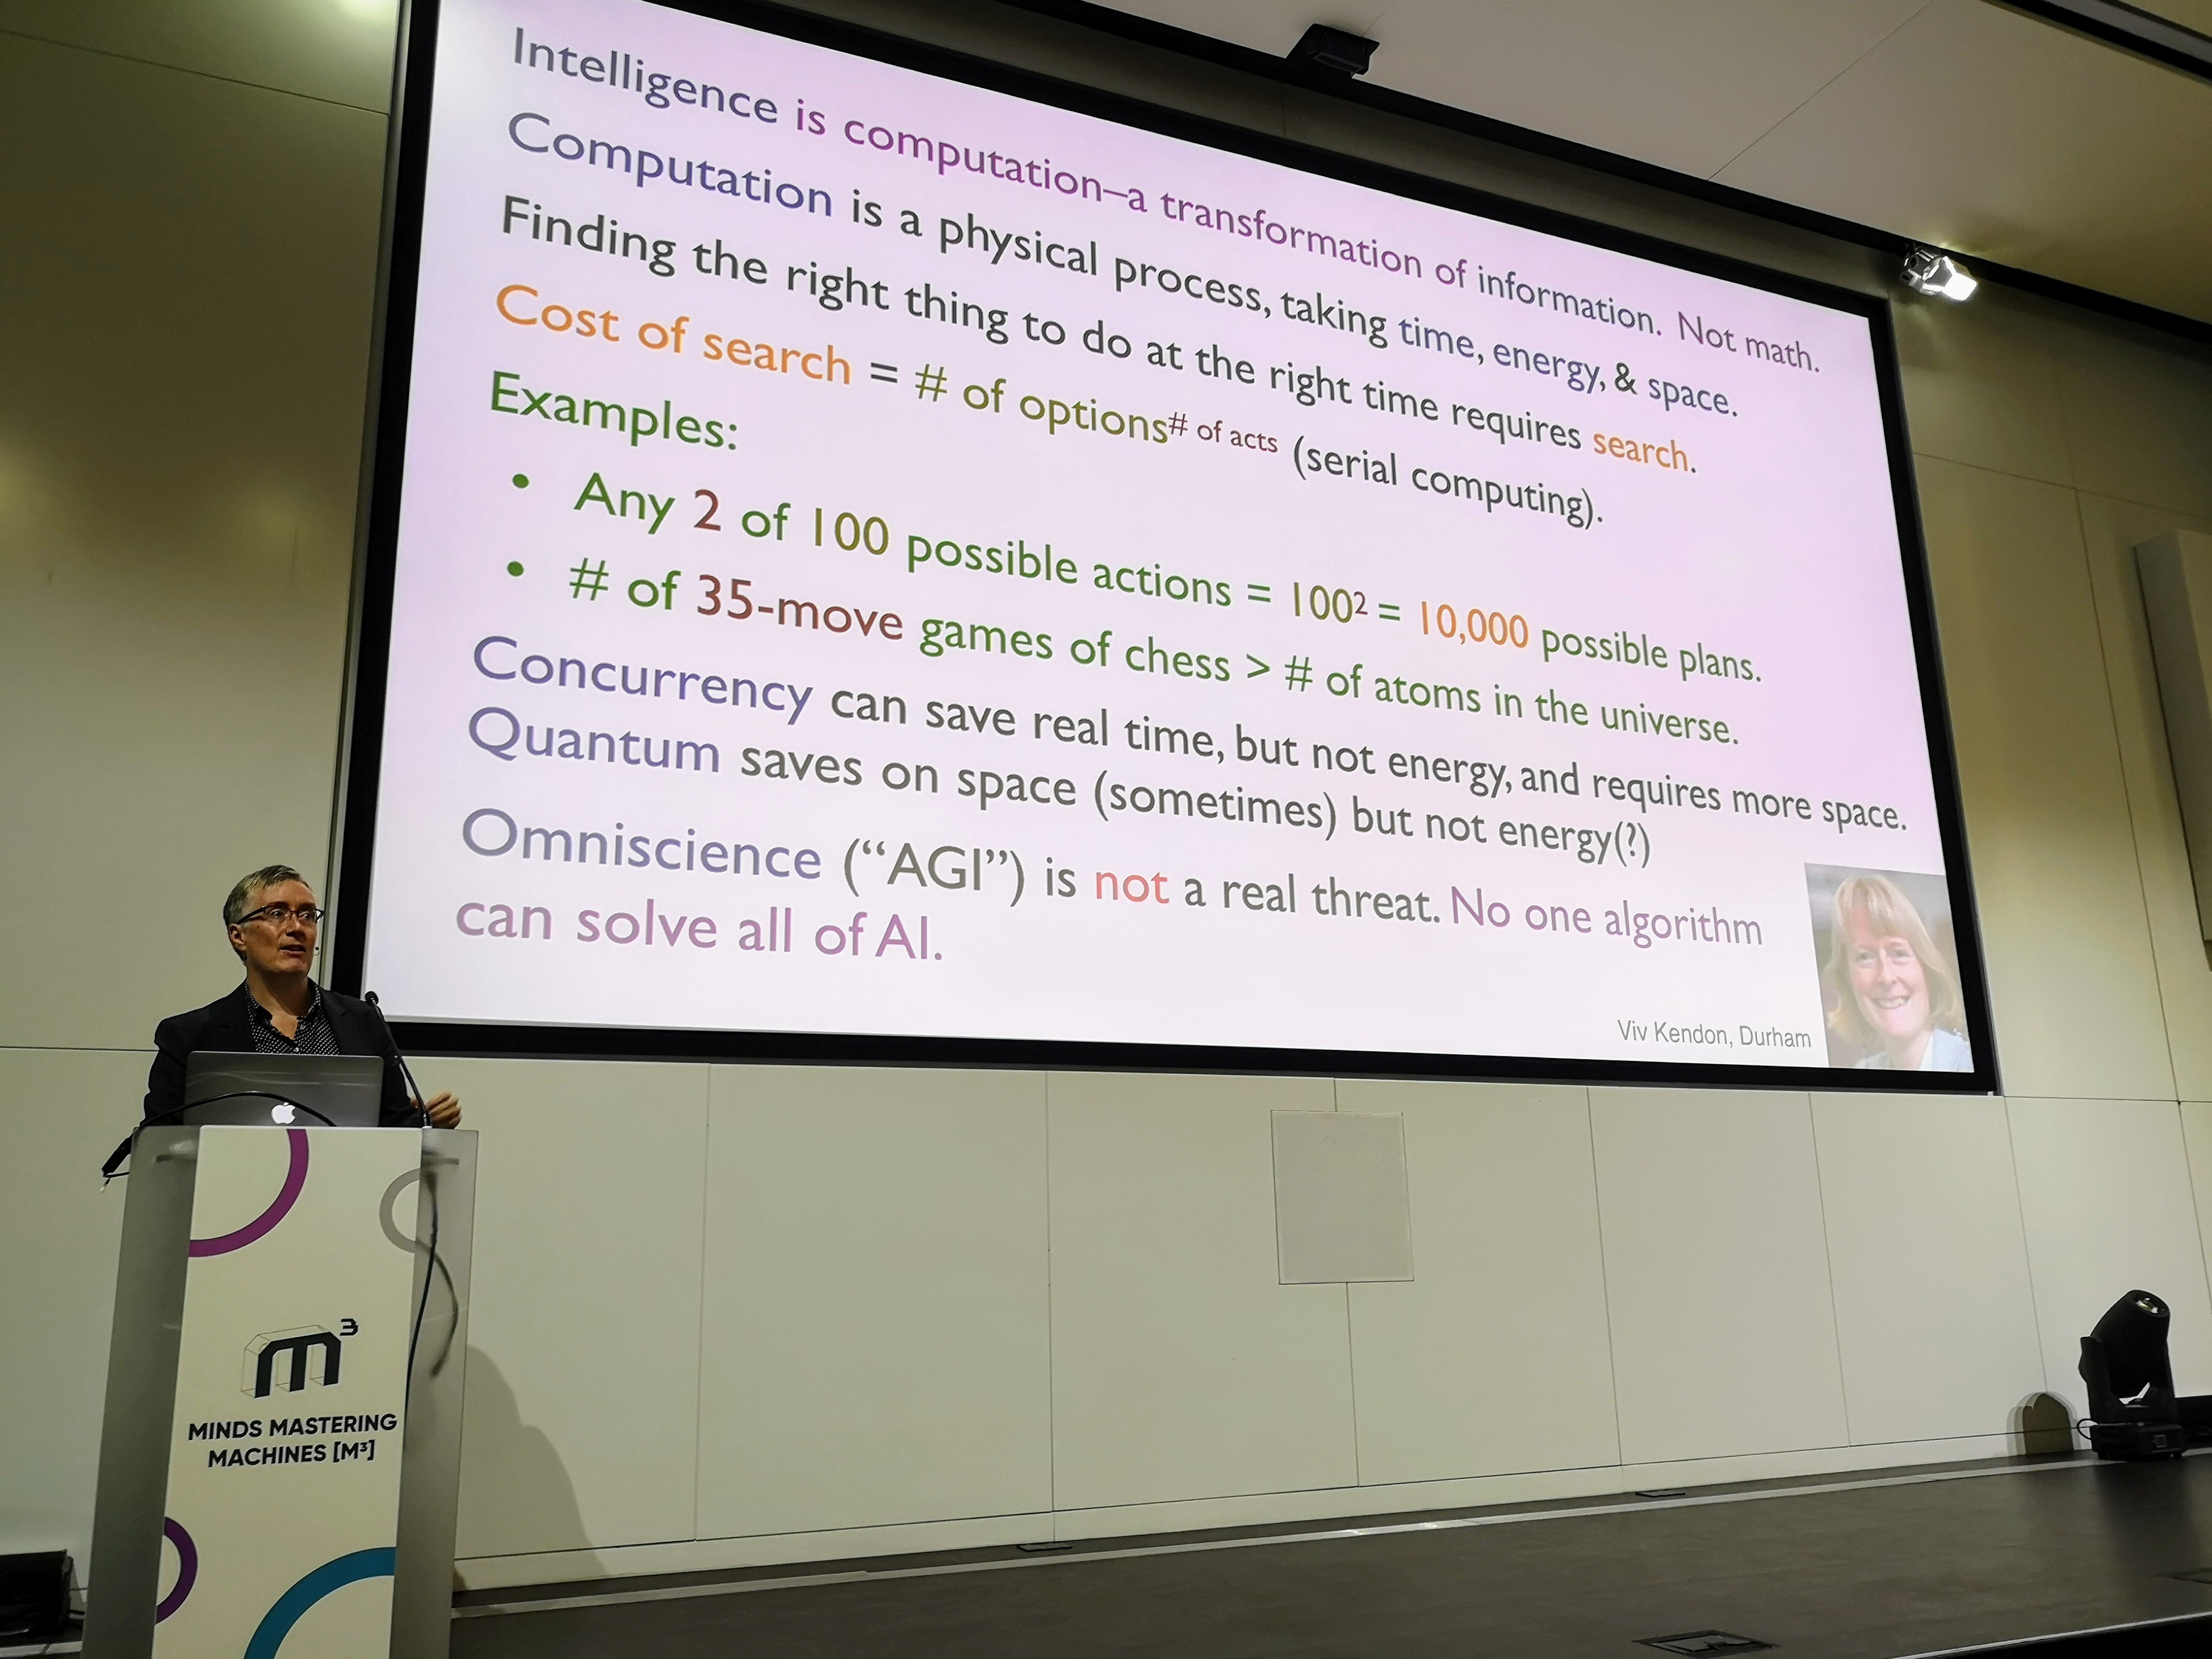 Intelligence is computation–a transformation of information. Not math.
Computation is a physical process, taking time, energy, & space.
Finding the right thing to do at the right time requires search.
Cost of search = # of options# of acts (serial computing).
Examples:
• Any 2 of 100 possible actions = 100² = 10,000 possible plans.
• # of 35-move games of chess > # of atoms in the universe.
Concurrency can save real time, but not energy, and requires more space.
Quantum saves on space (sometimes) but not energy(?)
Omniscience (“AGI”) is not a real threat. No one algorithm
can solve all of AI.
Viv Kendon, Durham
m³
MINDS MASTERING
MACHINES [M³]